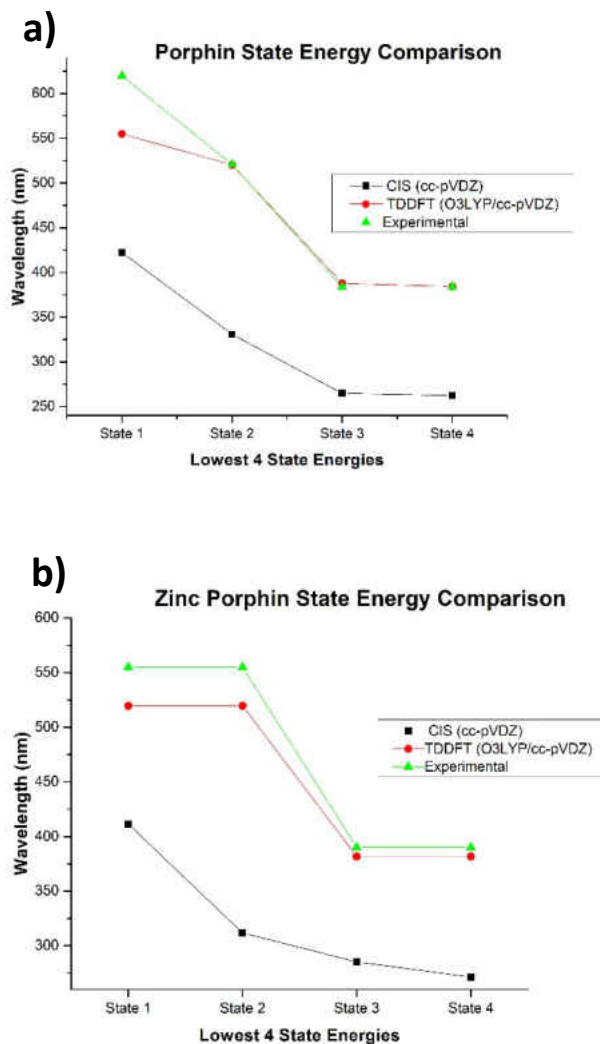 a)
Porphin State Energy Comparison
600
550
500
450
400
350
300
250
Wavelength (nm)
CIS (cc-pVDZ)
TDDFT (O3LYP/cc-pVDZ)
Experimental
State 1 State 2 State 3 State 4
Lowest 4 State Energies
b)
Zinc Porphin State Energy Comparison
600
550
500
450
400
350
300
Wavelength (nm)
CIS (cc-pVDZ)
TDDFT (O3LYP/cc-pVDZ)
Experimental
State 1 State 2 State 3 State 4
Lowest 4 State Energies